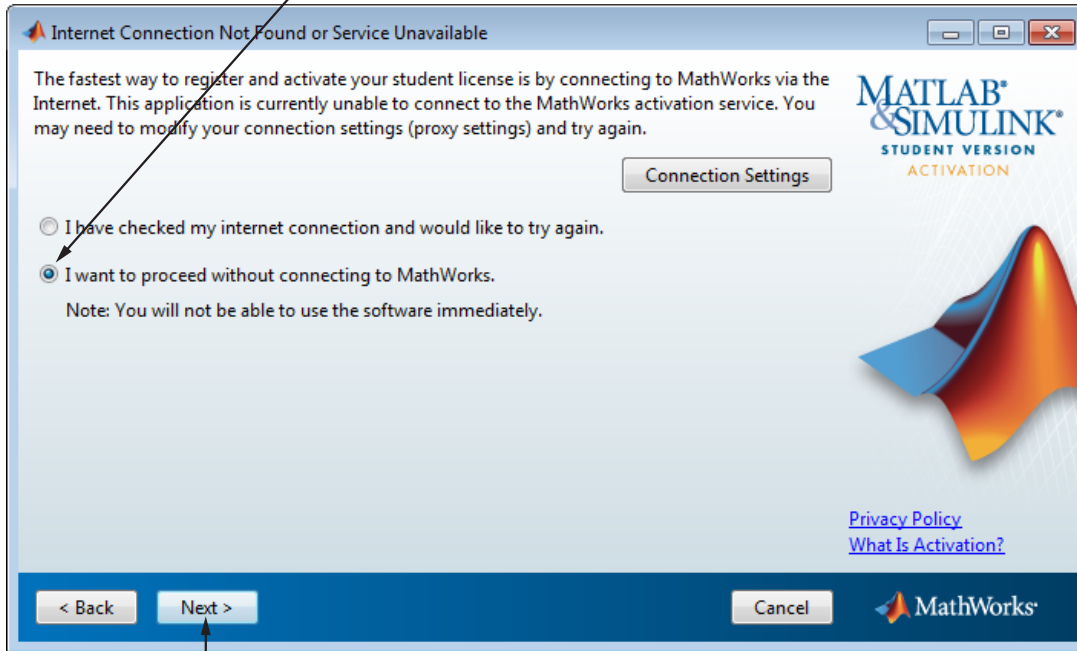 Internet Connection Not Found or Service Unavailable
The fastest way to register and activate your student license is by connecting to MathWorks via the
Internet. This application is currently unable to connect to the MathWorks activation service. You
may need to modify your connection settings (proxy settings) and try again.
MATLAB®
&SIMULINK®
STUDENT VERSION
ACTIVATION
Connection Settings
I have checked my internet connection and would like to try again.
I want to proceed without connecting to MathWorks.
Note: You will not be able to use the software immediately.
Privacy Policy
What Is Activation?
< Back
Next >
Cancel
MathWorks®